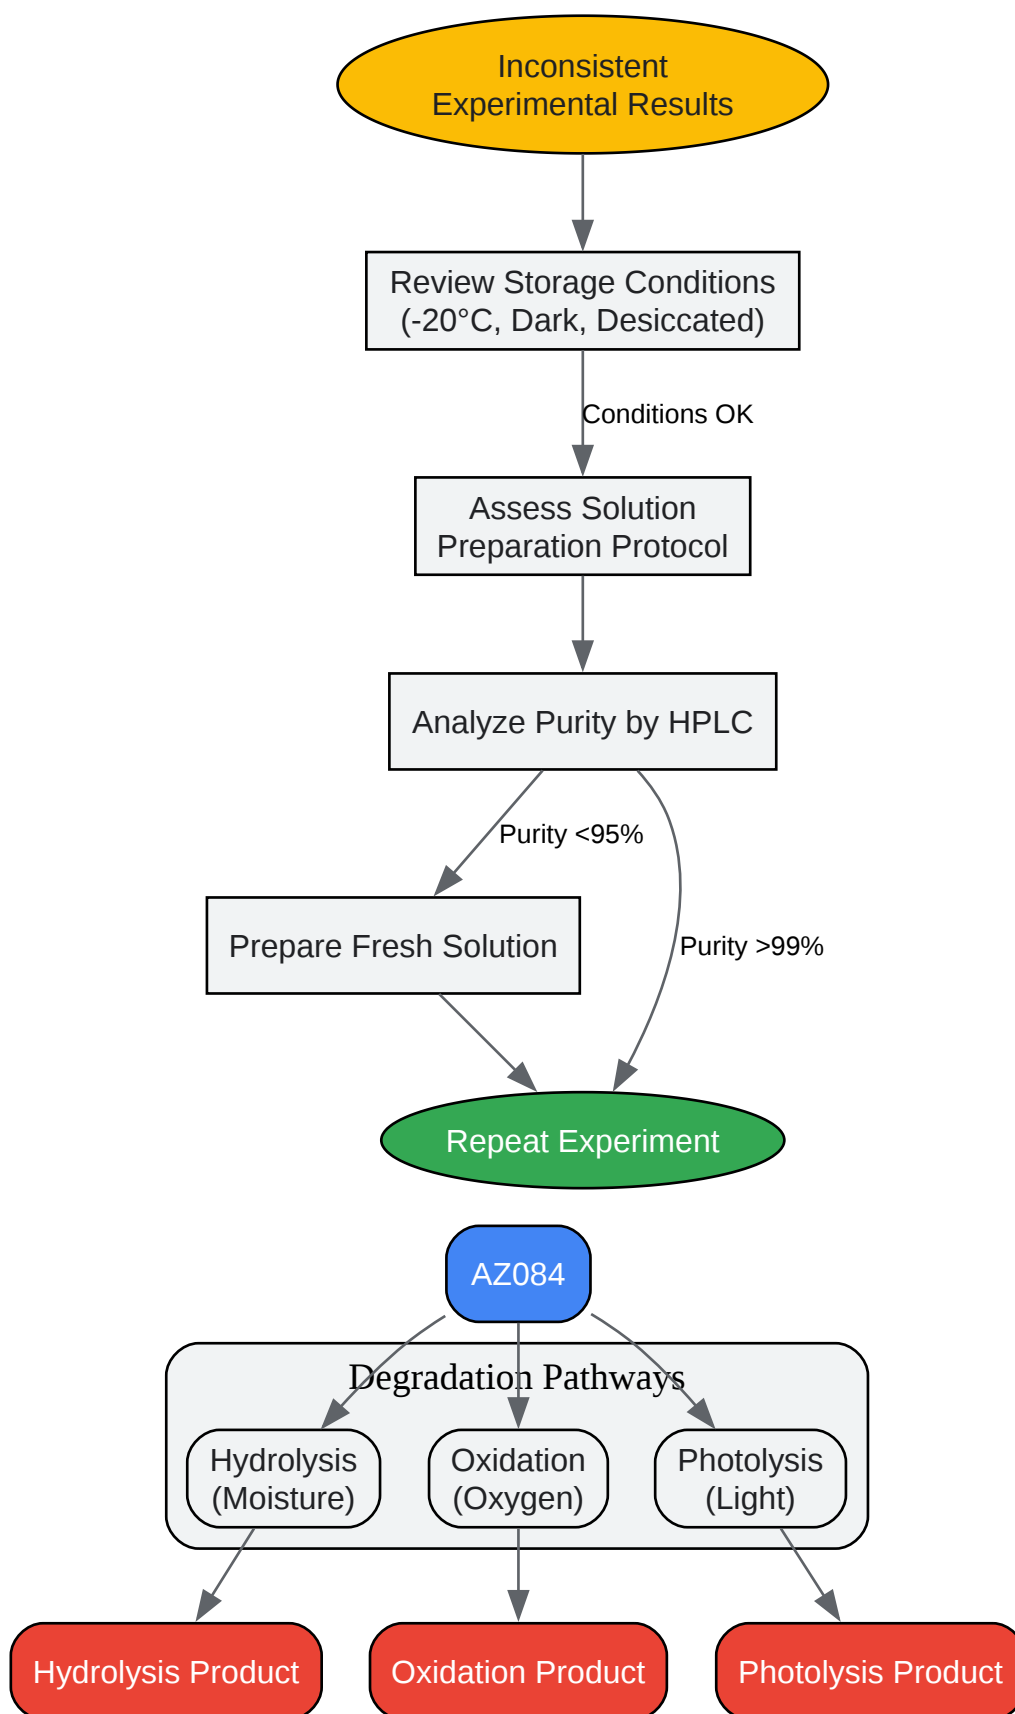 Inconsistent
Experimental Results
Review Storage Conditions
(-20°C, Dark, Desiccated)
Conditions OK
Assess Solution
Preparation Protocol
Analyze Purity by HPLC
Purity <95%
Prepare Fresh Solution
Purity >99%
Repeat Experiment
AZ084
Degradation Pathways
Hydrolysis
(Moisture)
Oxidation
(Oxygen)
Photolysis
(Light)
Hydrolysis Product
Oxidation Product
Photolysis Product